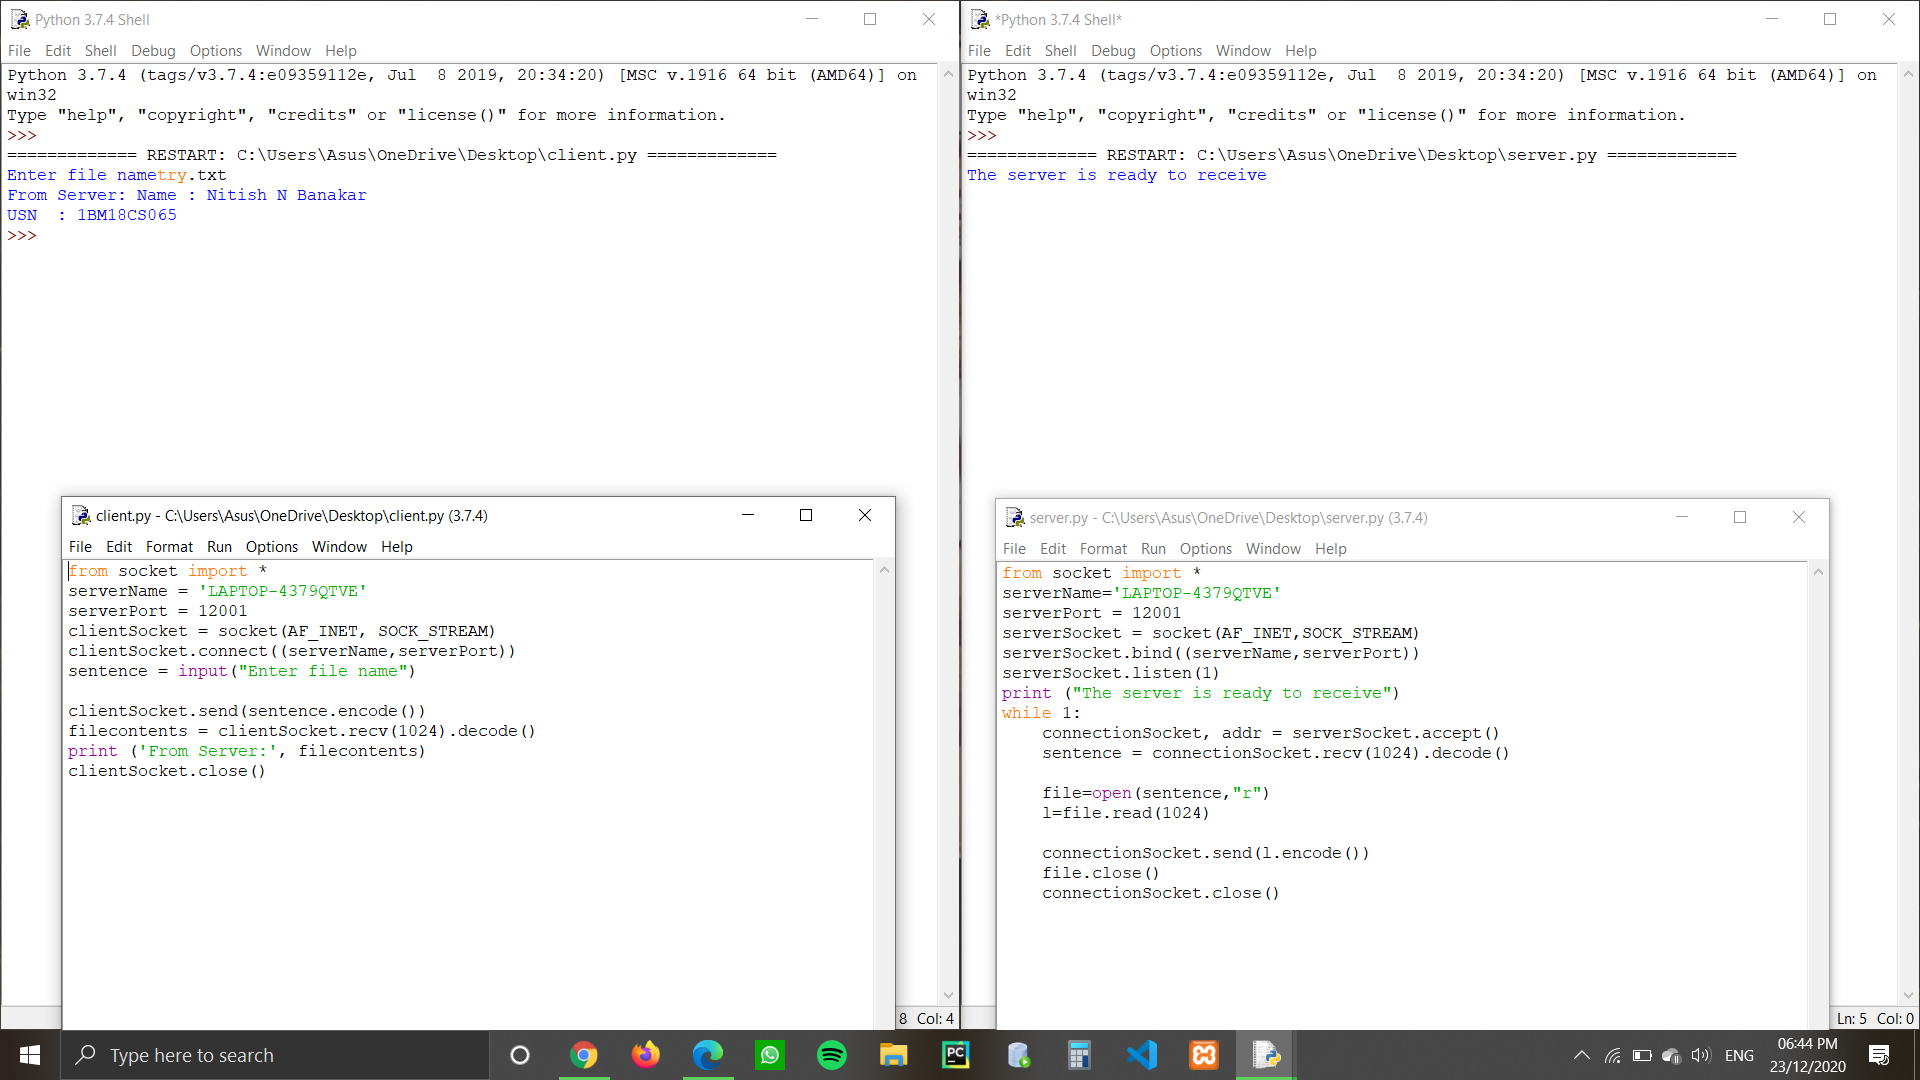 Python 3.7.4 Shell
File Edit Shell Debug Options Window Help
Python 3.7.4 (tags/v3.7.4:e09359112e, Jul  8 2019, 20:34:20) [MSC v.1916 64 bit (AMD64)] on
win32
Type "help", "copyright", "credits" or "license()" for more information.
>>>
============= RESTART: C:\Users\Asus\OneDrive\Desktop\client.py =============
Enter file nametry.txt
From Server: Name : Nitish N Banakar
USN  : 1BM18CS065
>>>
8 Col: 4
client.py - C:\Users\Asus\OneDrive\Desktop\client.py (3.7.4)
File Edit Format Run Options Window Help
from socket import *
serverName = 'LAPTOP-4379QTVE'
serverPort = 12001
clientSocket = socket(AF_INET, SOCK_STREAM)
clientSocket.connect((serverName,serverPort))
sentence = input("Enter file name")
clientSocket.send(sentence.encode())
filecontents = clientSocket.recv(1024).decode()
print ('From Server:', filecontents)
clientSocket.close()
*Python 3.7.4 Shell*
File Edit Shell Debug Options Window Help
Python 3.7.4 (tags/v3.7.4:e09359112e, Jul  8 2019, 20:34:20) [MSC v.1916 64 bit (AMD64)] on
win32
Type "help", "copyright", "credits" or "license()" for more information.
>>>
============= RESTART: C:\Users\Asus\OneDrive\Desktop\server.py =============
The server is ready to receive
Ln: 5 Col: 0
server.py - C:\Users\Asus\OneDrive\Desktop\server.py (3.7.4)
File Edit Format Run Options Window Help
from socket import *
serverName='LAPTOP-4379QTVE'
serverPort = 12001
serverSocket = socket(AF_INET,SOCK_STREAM)
serverSocket.bind((serverName,serverPort))
serverSocket.listen(1)
print ("The server is ready to receive")
while 1:
    connectionSocket, addr = serverSocket.accept()
    sentence = connectionSocket.recv(1024).decode()
    file=open(sentence,"r")
    l=file.read(1024)
    connectionSocket.send(l.encode())
    file.close()
    connectionSocket.close()
Type here to search
PC
ENG
06:44 PM
23/12/2020